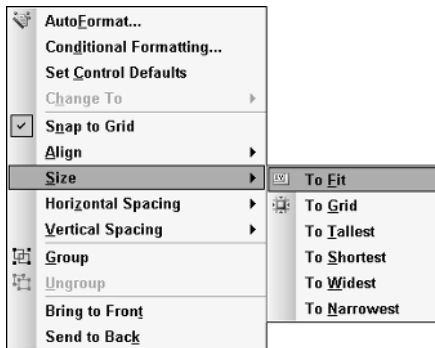 AutoFormat...
Conditional Formatting...
Set Control Defaults
Change To
Snap to Grid
Align
Size
To Fit
Horizontal Spacing
To Grid
Vertical Spacing
To Tallest
Group
To Shortest
Ungroup
To Widest
Bring to Front
To Narrowest
Send to Back